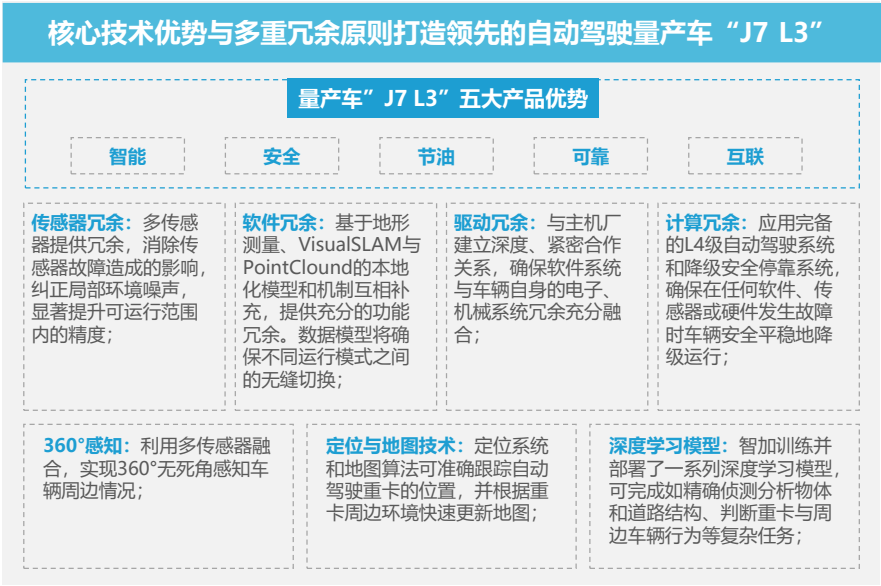 核心技术优势与多重冗余原则打造领先的自动驾驶量产车“J7 L3”
量产车”J7 L3”五大产品优势
智能
安全
节油
可靠
互联
传感器冗余：多传感
器提供冗余，消除传
感器故障造成的影响，
纠正局部环境噪声，
显著提升可运行范围
内的精度；
软件冗余：基于地形
测量、VisualSLAM与
PointClound的本地
化模型和机制互相补
充，提供充分的功能
冗余。数据模型将确
保不同运行模式之间
的无缝切换；
驱动冗余：与主机厂
建立深度、紧密合作
关系，确保软件系统
与车辆自身的电子、
机械系统冗余充分融
合；
计算冗余：应用完备
的L4级自动驾驶系统
和降级安全停靠系统，
确保在任何软件、传
感器或硬件发生故障
时车辆安全平稳地降
级运行；
360°感知：利用多传感器融
合，实现360°无死角感知车
辆周边情况；
定位与地图技术：定位系统
和地图算法可准确跟踪自动
驾驶重卡的位置，并根据重
卡周边环境快速更新地图；
深度学习模型：智加训练并
部署了一系列深度学习模型，
可完成如精确侦测分析物体
和道路结构、判断重卡与周
边车辆行为等复杂任务；